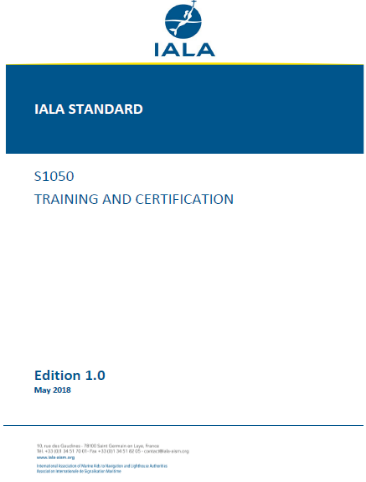 IALA
IALA STANDARD
S1050
TRAINING AND CERTIFICATION
Edition 1.0
May 2018
10, rue des Gaudines - 78100 Saint Germain en Laye, France
Tél. +33 (0)1 34 51 70 01 - Fax +33 (0)1 34 51 82 05 - contact@iala-aism.org
www.iala-aism.org
International Association of Marine Aids to Navigation and Lighthouse Authorities
Association Internationale de Signalisation Maritime